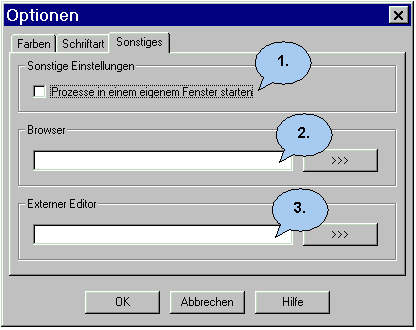 Optionen
Farben Schriftart Sonstiges
Sonstige Einstellungen
1.
Prozesse in einem eigenem Fenster starten
Browser
2.
>>>
Externer Editor
3.
>>>
OK Abbrechen Hilfe